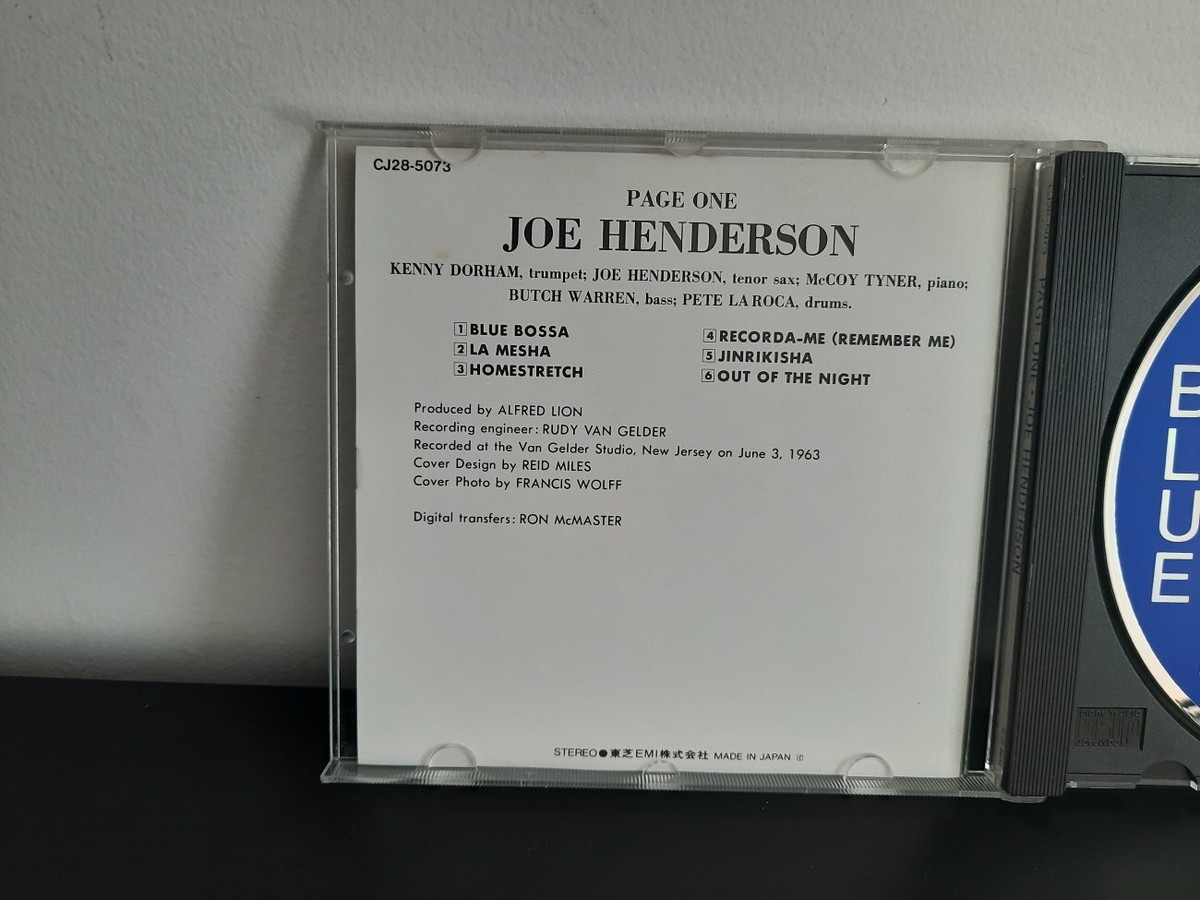 CJ28-5073
PAGE ONE
JOE HENDERSON
KENNY DORHAM, trumpet; JOE HENDERSON, tenor sax; McCOY TYNER, piano;
BUTCH WARREN, bass; PETE LA ROCA, drums.
1 BLUE BOSSA
2 LA MESHA
3 HOMESTRETCH
4 RECORDA-ME (REMEMBER ME)
5 JINRIKISHA
6 OUT OF THE NIGHT
Produced by ALFRED LION
Recording engineer: RUDY VAN GELDER
Recorded at the Van Gelder Studio, New Jersey on June 3, 1963
Cover Design by REID MILES
Cover Photo by FRANCIS WOLFF
Digital transfers: RON McMASTER
STEREO●東芝EMI株式会社 MADE IN JAPAN
PAGE ONE · JOE HENDERSON
BLUE